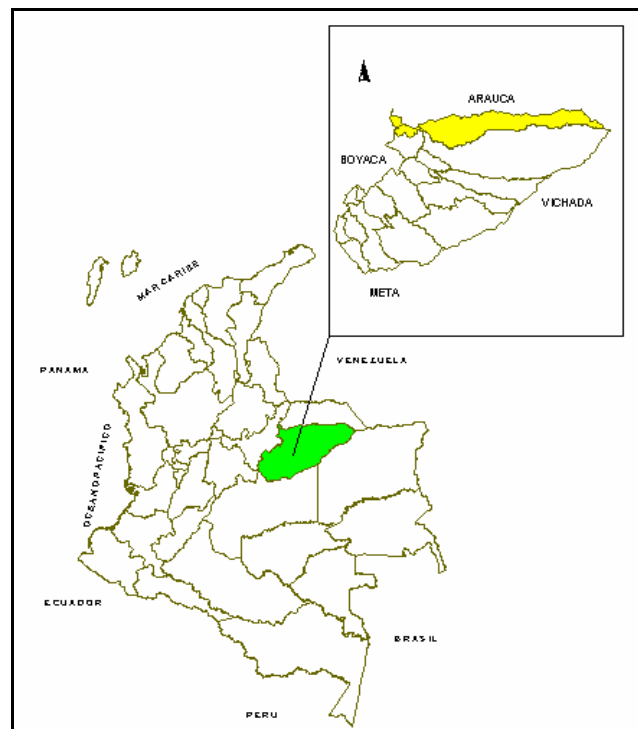 ARAUCA
BOYACA
VICHADA
META
MAR CARIBE
PANAMA
VENEZUELA
OCEANO PACIFICO
ECUADOR
BRASIL
PERU